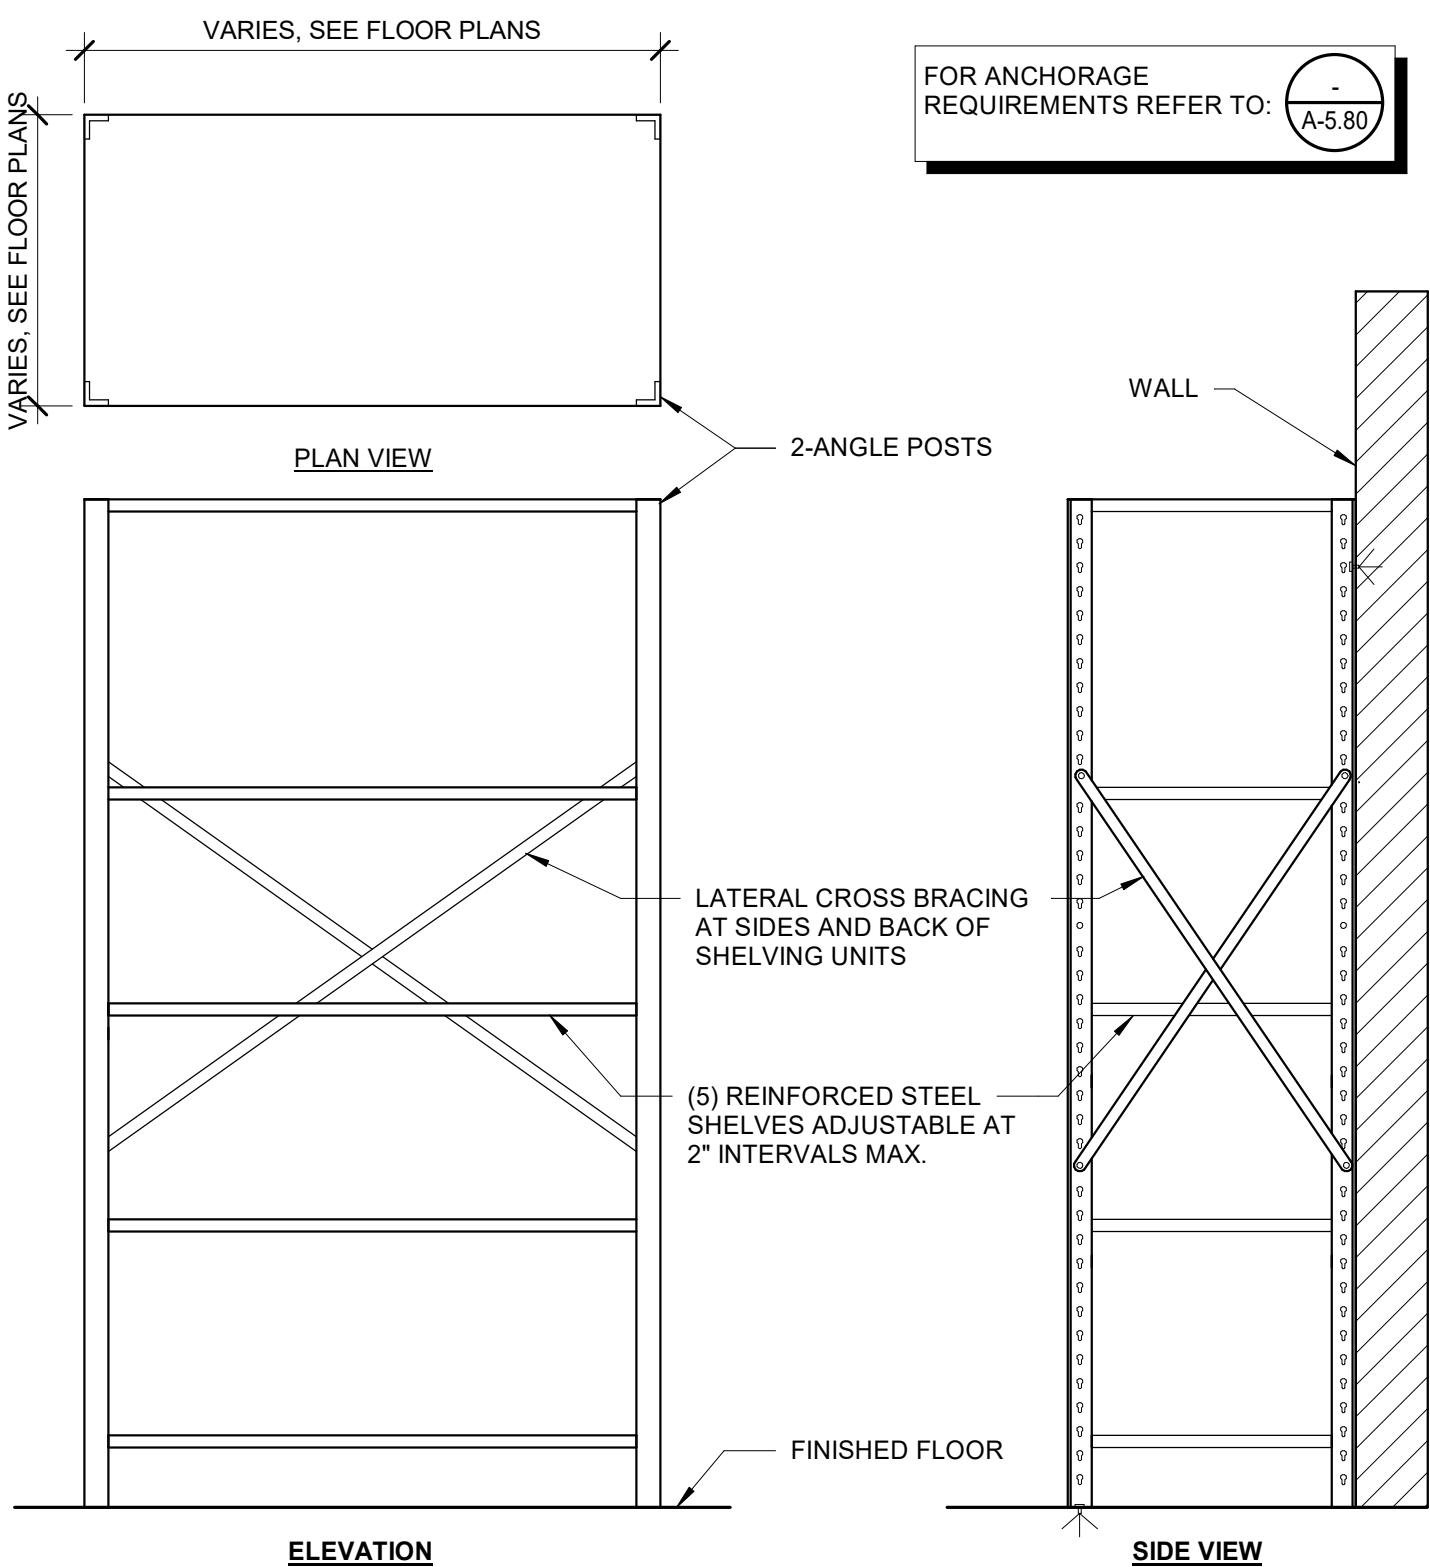 VARIES, SEE FLOOR PLANS
FOR ANCHORAGE
REQUIREMENTS REFER TO:
-
A-5.80
VARIES, SEE FLOOR PLANS
WALL
2-ANGLE POSTS
PLAN VIEW
LATERAL CROSS BRACING
AT SIDES AND BACK OF
SHELVING UNITS
(5) REINFORCED STEEL
SHELVES ADJUSTABLE AT
2" INTERVALS MAX.
FINISHED FLOOR
ELEVATION
SIDE VIEW